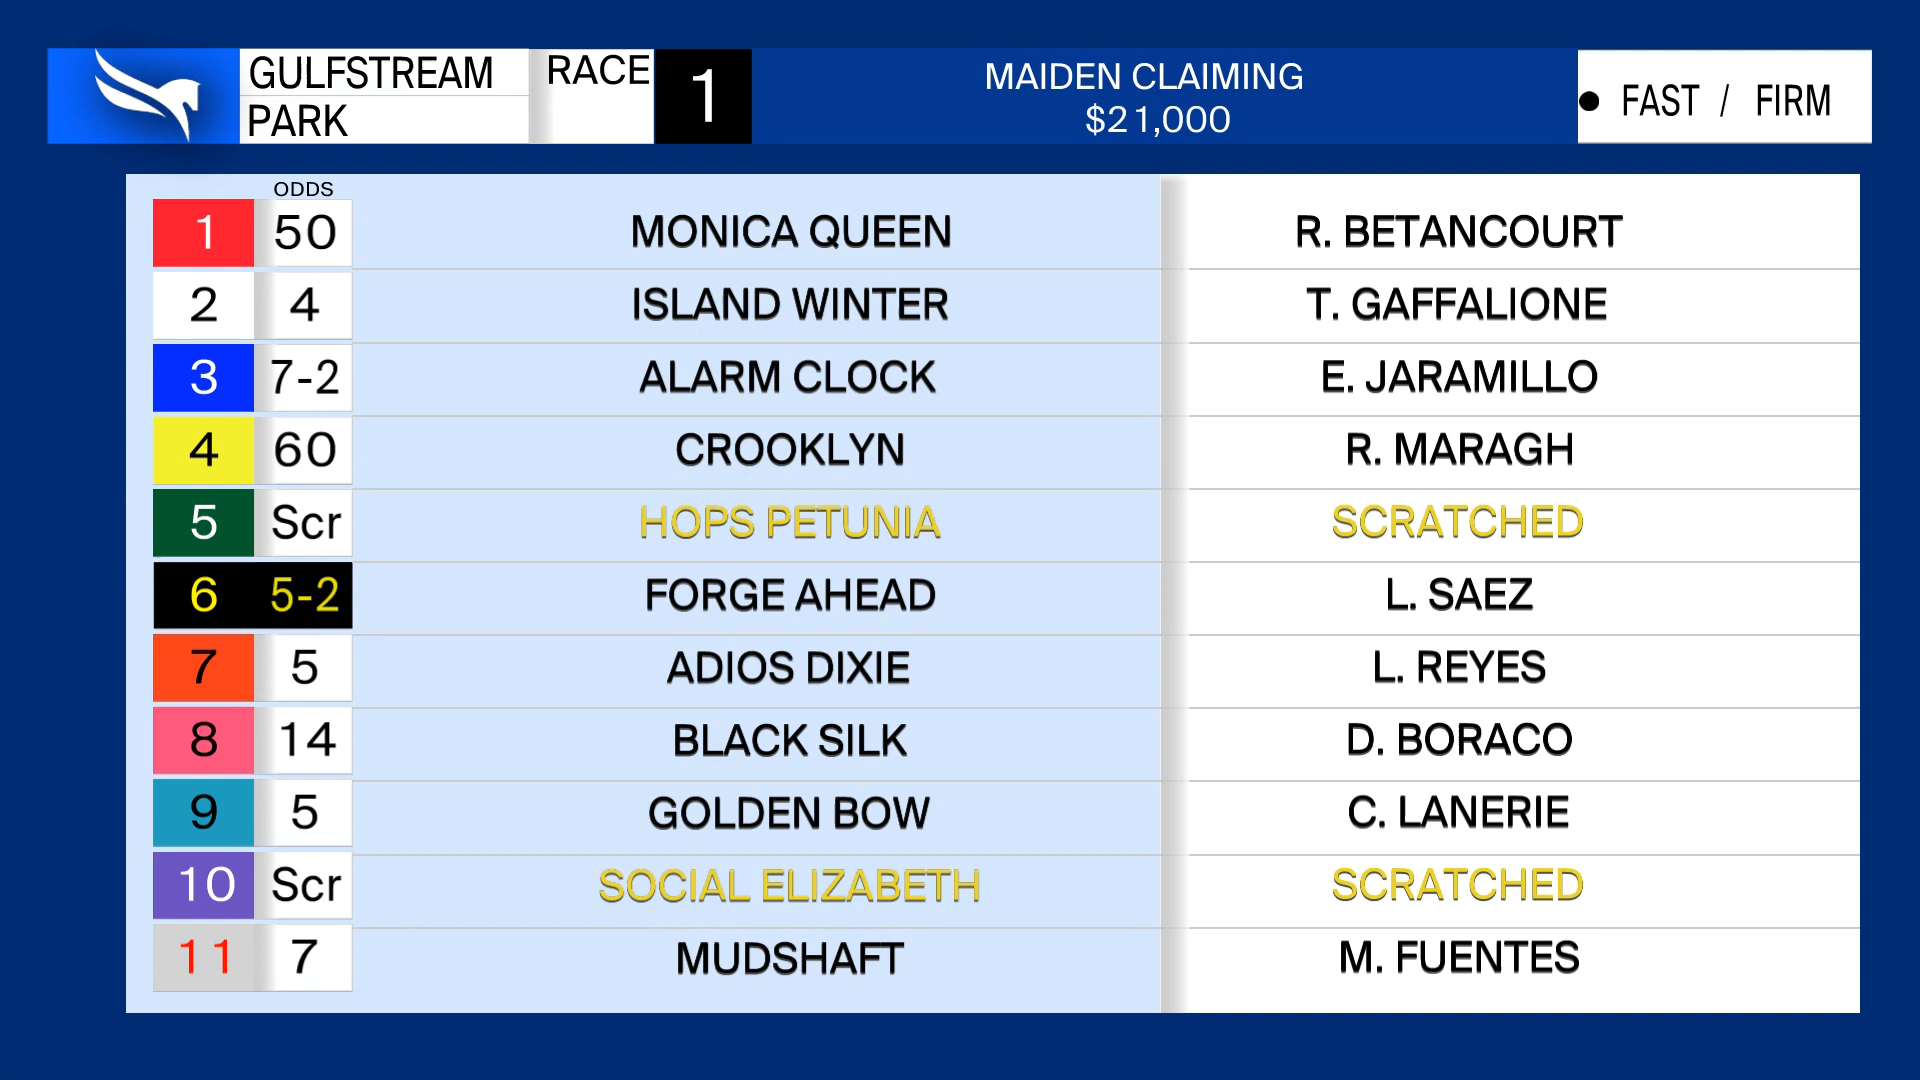 GULFSTREAM PARK RACE 1 MAIDEN CLAIMING $21,000 ● FAST / FIRM
ODDS
1 50 MONICA QUEEN R. BETANCOURT
2 4 ISLAND WINTER T. GAFFALIONE
3 7-2 ALARM CLOCK E. JARAMILLO
4 60 CROOKLYN R. MARAGH
5 Scr HOPS PETUNIA SCRATCHED
6 5-2 FORGE AHEAD L. SAEZ
7 5 ADIOS DIXIE L. REYES
8 14 BLACK SILK D. BORACO
9 5 GOLDEN BOW C. LANERIE
10 Scr SOCIAL ELIZABETH SCRATCHED
11 7 MUDSHAFT M. FUENTES